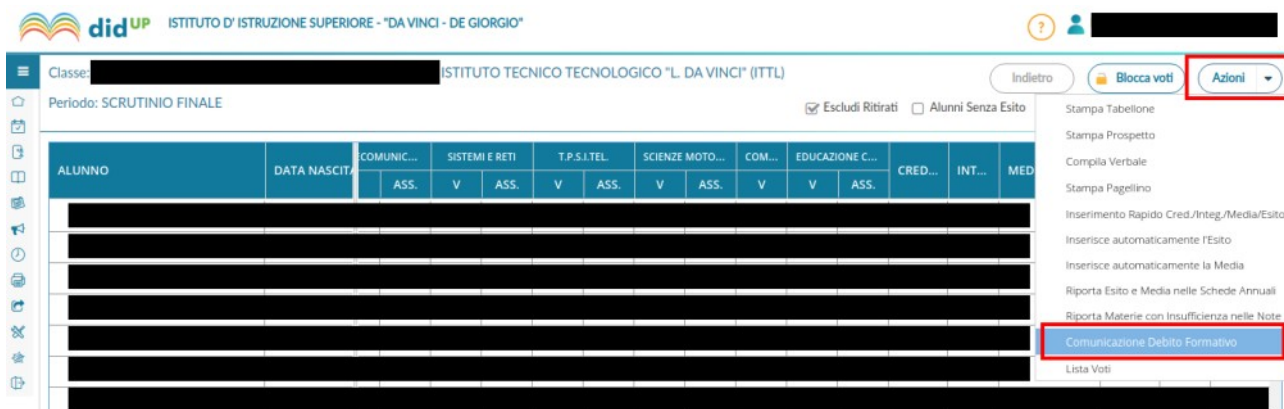 didUP ISTITUTO D' ISTRUZIONE SUPERIORE - "DA VINCI - DE GIORGIO" ?
Classe: ISTITUTO TECNICO TECNOLOGICO "L. DA VINCI" (ITTL) Indietro Blocca voti Azioni
Periodo: SCRUTINIO FINALE Escludi Ritirati Alunni Senza Esito
ALUNNO DATA NASCITA COMUNIC... SISTEMI E RETI T.P.S.I.TEL. SCIENZE MOTO... COM... EDUCAZIONE C... CRED... INT... MED
ASS. V ASS. V ASS. V ASS. V V ASS.
Stampa Tabellone
Stampa Prospetto
Compila Verbale
Stampa Pagellino
Inserimento Rapido Cred./Integ./Media/Esito
Inserisce automaticamente l'Esito
Inserisce automaticamente la Media
Riporta Esito e Media nelle Schede Annuali
Riporta Materie con Insufficienza nelle Note
Comunicazione Debito Formativo
Lista Voti